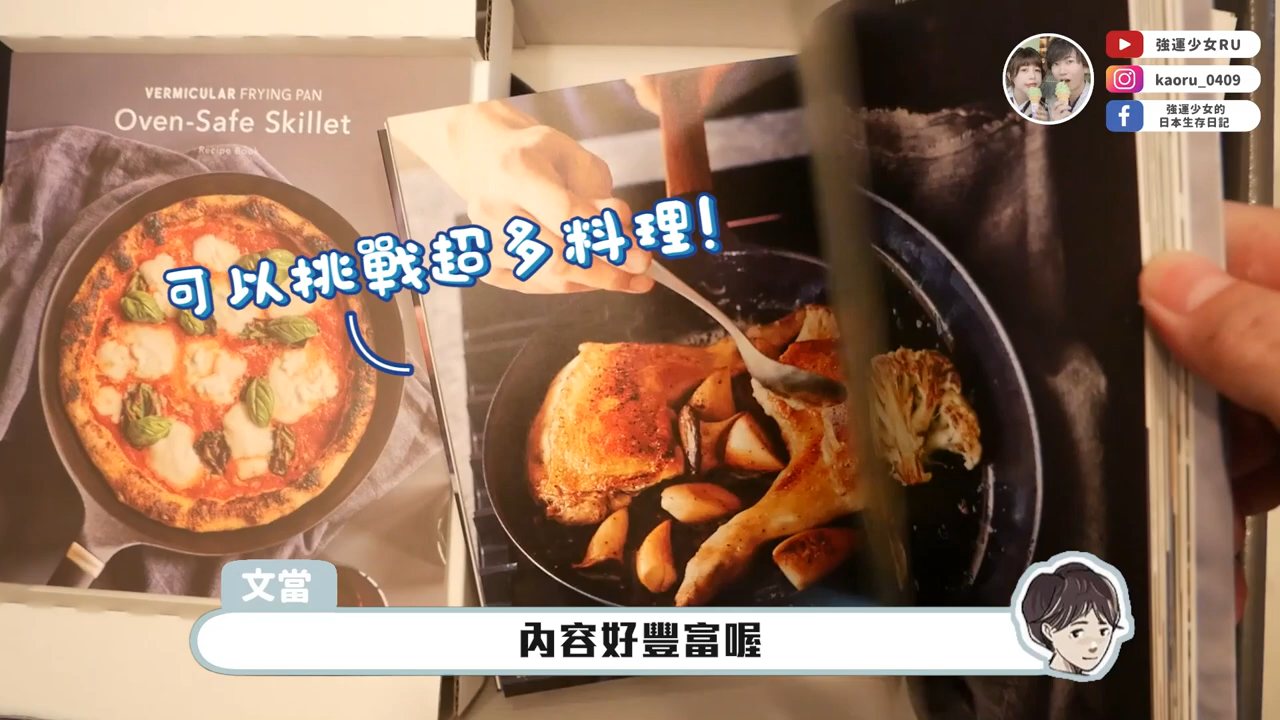 VERMICULAR FRYING PAN
Oven-Safe Skillet
Recipe Book
強運少女RU
kaoru_0409
強運少女的
日本生存日記
可以挑戰超多料理!
文當
內容好豐富喔